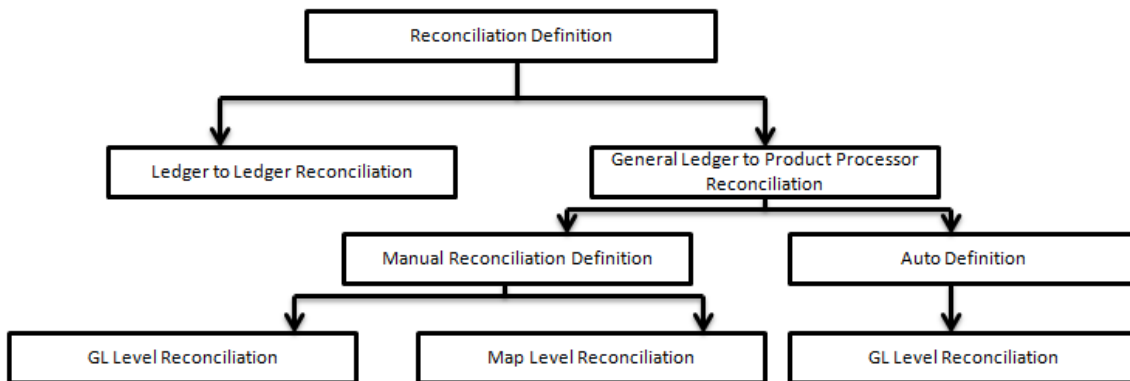 Reconciliation Definition
Ledger to Ledger Reconciliation
General Ledger to Product Processor
Reconciliation
Manual Reconciliation Definition
Auto Definition
GL Level Reconciliation
Map Level Reconciliation
GL Level Reconciliation